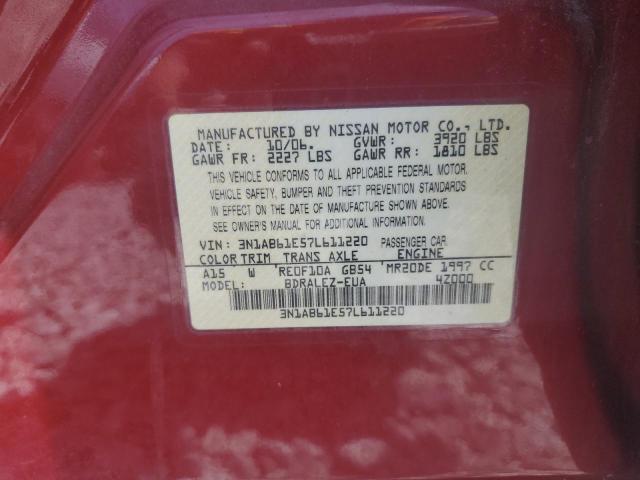 MANUFACTURED BY NISSAN MOTOR CO., LTD.
DATE: 10/06. GVWR: 3920 LBS
GAWR FR: 2227 LBS GAWR RR: 1810 LBS
THIS VEHICLE CONFORMS TO ALL APPLICABLE FEDERAL MOTOR
VEHICLE SAFETY, BUMPER AND THEFT PREVENTION STANDARDS
IN EFFECT ON THE DATE OF MANUFACTURE SHOWN ABOVE.
SEE OWNER'S MANUAL FOR ADDITIONAL INFORMATION.
VIN: 3N1AB61E57L611220 PASSENGER CAR
COLOR TRIM TRANS AXLE ENGINE
A15 W RE0F10A GB54 MR20DE 1997 CC
MODEL: BDRALEZ-EUA 4Z000
3N1AB61E57L611220